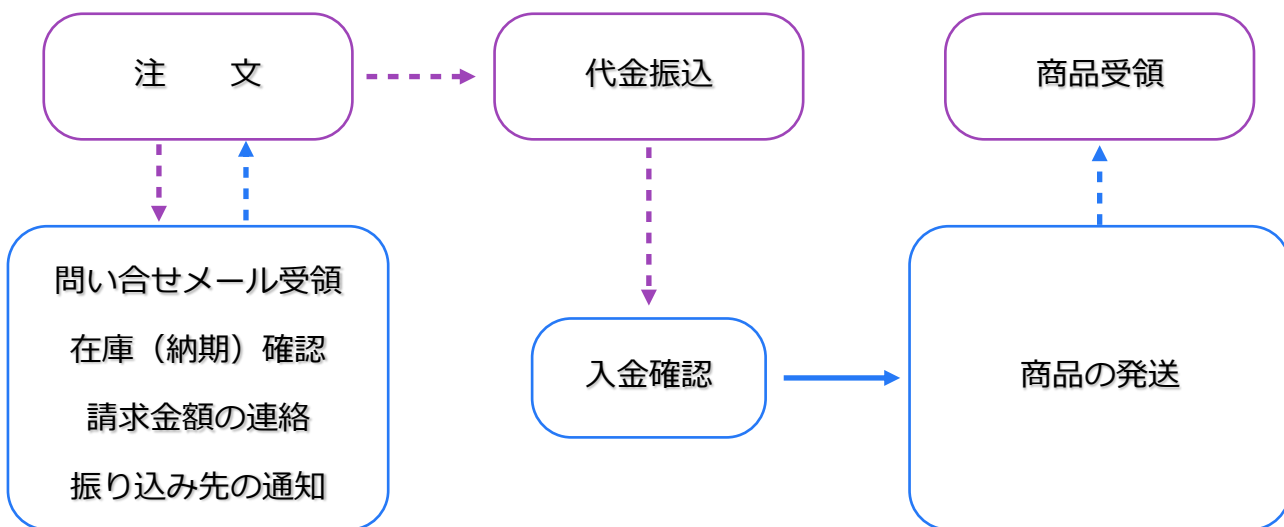 注　　文
代金振込
商品受領
問い合せメール受領
在庫（納期）確認
請求金額の連絡
振り込み先の通知
入金確認
商品の発送